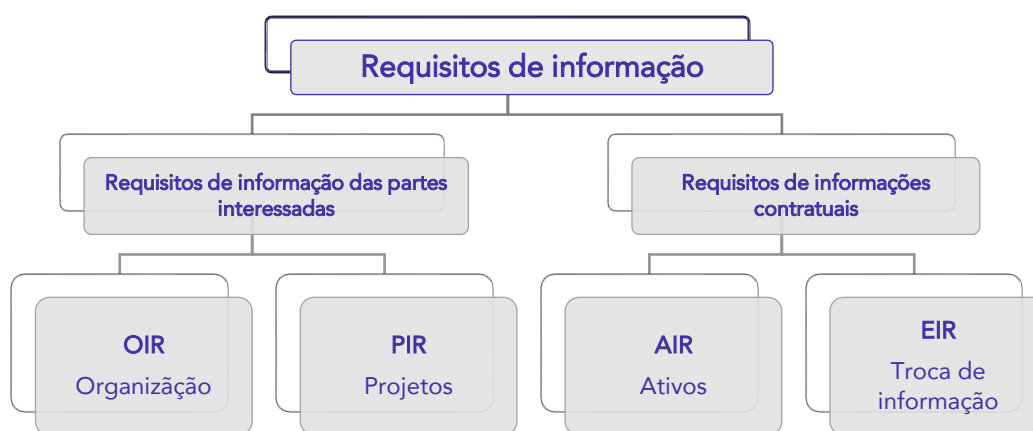 Requisitos de informação
Requisitos de informação das partes
interessadas
Requisitos de informações
contratuais
OIR
Organização
PIR
Projetos
AIR
Ativos
EIR
Troca de
informação